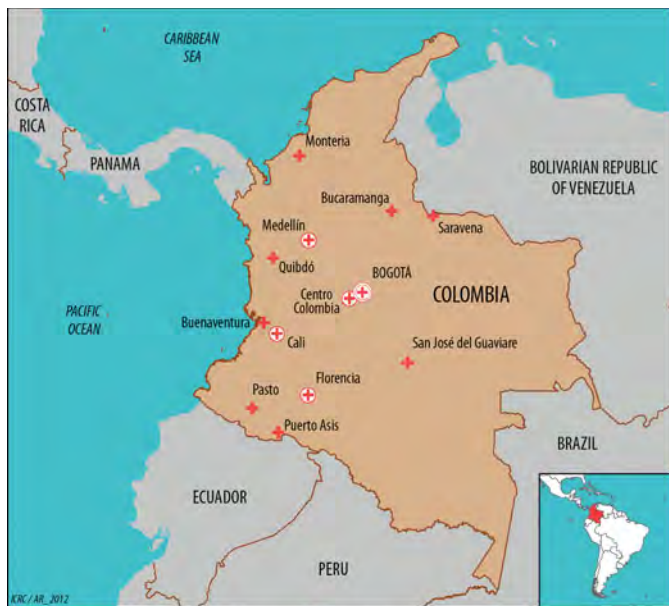 CARIBBEAN
SEA
COSTA
RICA
PANAMA
Monteria
BOLIVARIAN REPUBLIC
OF VENEZUELA
Bucaramanga
Saravena
Medellín
Quibdó
BOGOTÁ
PACIFIC
OCEAN
Centro
Colombia
COLOMBIA
Buenaventura
Cali
San José del Guaviare
Florencia
Pasto
Puerto Asis
BRAZIL
ECUADOR
PERU
ICRC / AR_2012